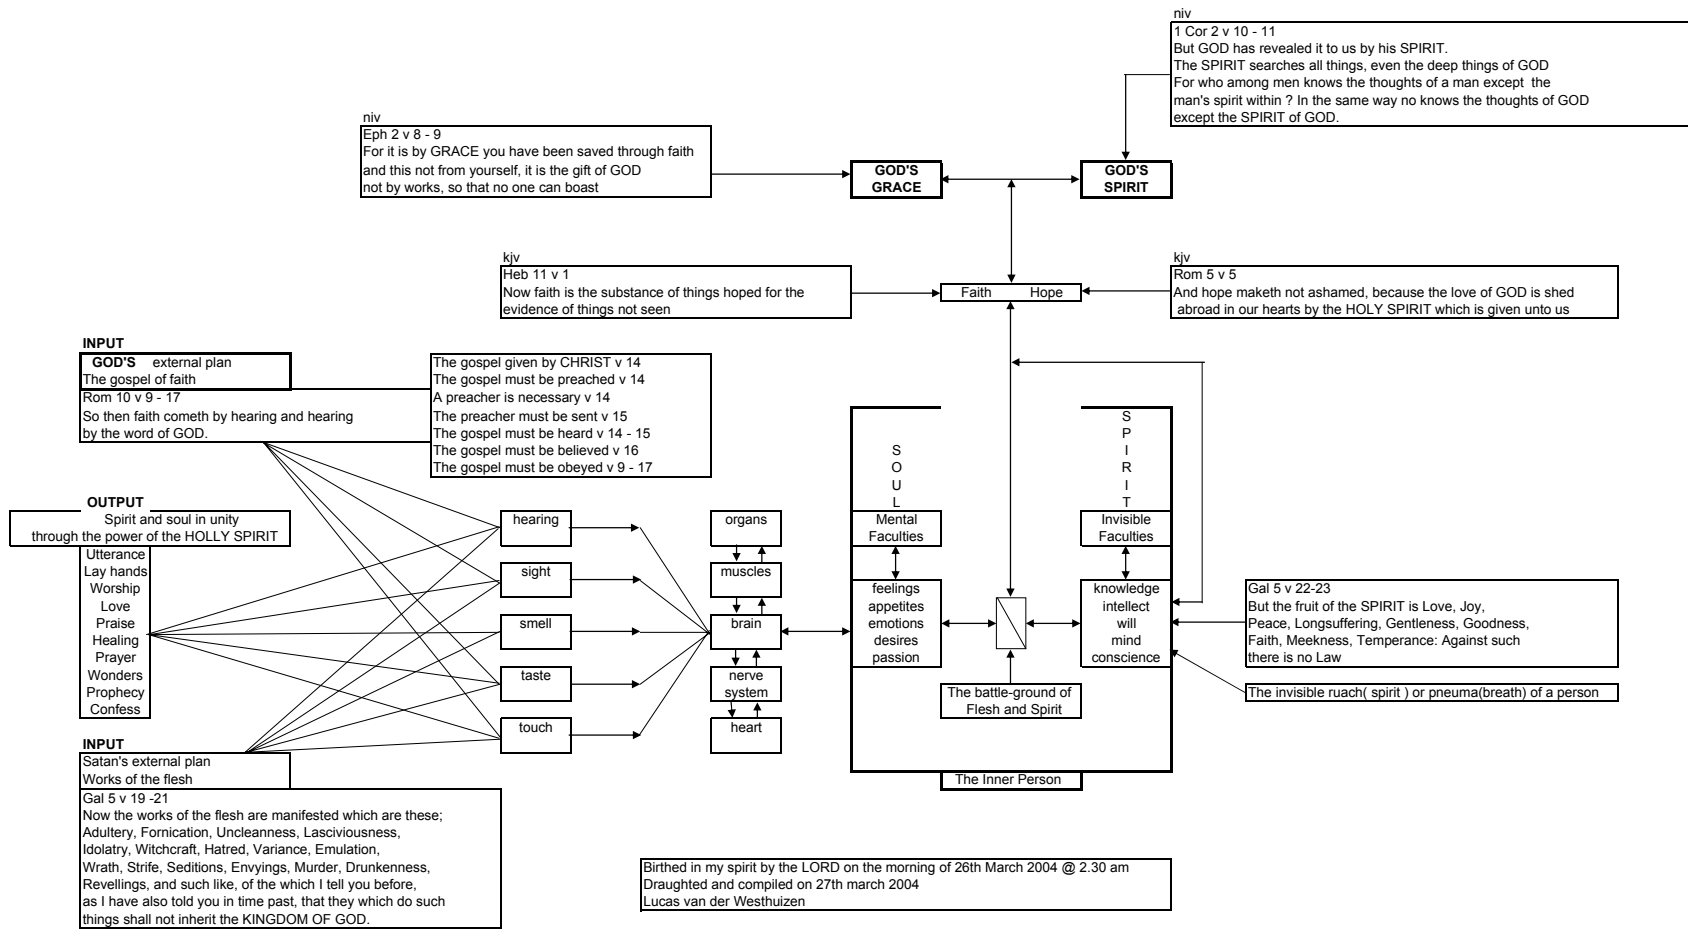 niv
1 Cor 2 v 10 - 11
But GOD has revealed it to us by his SPIRIT.
The SPIRIT searches all things, even the deep things of GOD
For who among men knows the thoughts of a man except the
man's spirit within ? In the same way no knows the thoughts of GOD
except the SPIRIT of GOD.
niv
Eph 2 v 8 - 9
For it is by GRACE you have been saved through faith
and this not from yourself, it is the gift of GOD
not by works, so that no one can boast
GOD'S
GRACE
GOD'S
SPIRIT
kjv
Heb 11 v 1
Now faith is the substance of things hoped for the
evidence of things not seen
Faith Hope
kjv
Rom 5 v 5
And hope maketh not ashamed, because the love of GOD is shed
abroad in our hearts by the HOLY SPIRIT which is given unto us
INPUT
GOD'S external plan
The gospel of faith
Rom 10 v 9 - 17
So then faith cometh by hearing and hearing
by the word of GOD.
The gospel given by CHRIST v 14
The gospel must be preached v 14
A preacher is necessary v 14
The preacher must be sent v 15
The gospel must be heard v 14 - 15
The gospel must be believed v 16
The gospel must be obeyed v 9 - 17
OUTPUT
Spirit and soul in unity
through the power of the HOLLY SPIRIT
Utterance
Lay hands
Worship
Love
Praise
Healing
Prayer
Wonders
Prophecy
Confess
hearing
sight
smell
taste
touch
organs
muscles
brain
nerve
system
heart
S
O
U
L
Mental
Faculties
feelings
appetites
emotions
desires
passion
S
P
I
R
I
T
Invisible
Faculties
knowledge
intellect
will
mind
conscience
The battle-ground of
Flesh and Spirit
The Inner Person
Gal 5 v 22-23
But the fruit of the SPIRIT is Love, Joy,
Peace, Longsuffering, Gentleness, Goodness,
Faith, Meekness, Temperance: Against such
there is no Law
The invisible ruach( spirit ) or pneuma(breath) of a person
INPUT
Satan's external plan
Works of the flesh
Gal 5 v 19 -21
Now the works of the flesh are manifested which are these;
Adultery, Fornication, Uncleanness, Lasciviousness,
Idolatry, Witchcraft, Hatred, Variance, Emulation,
Wrath, Strife, Seditions, Envyings, Murder, Drunkenness,
Revellings, and such like, of the which I tell you before,
as I have also told you in time past, that they which do such
things shall not inherit the KINGDOM OF GOD.
Birthed in my spirit by the LORD on the morning of 26th March 2004 @ 2.30 am
Draughted and compiled on 27th march 2004
Lucas van der Westhuizen